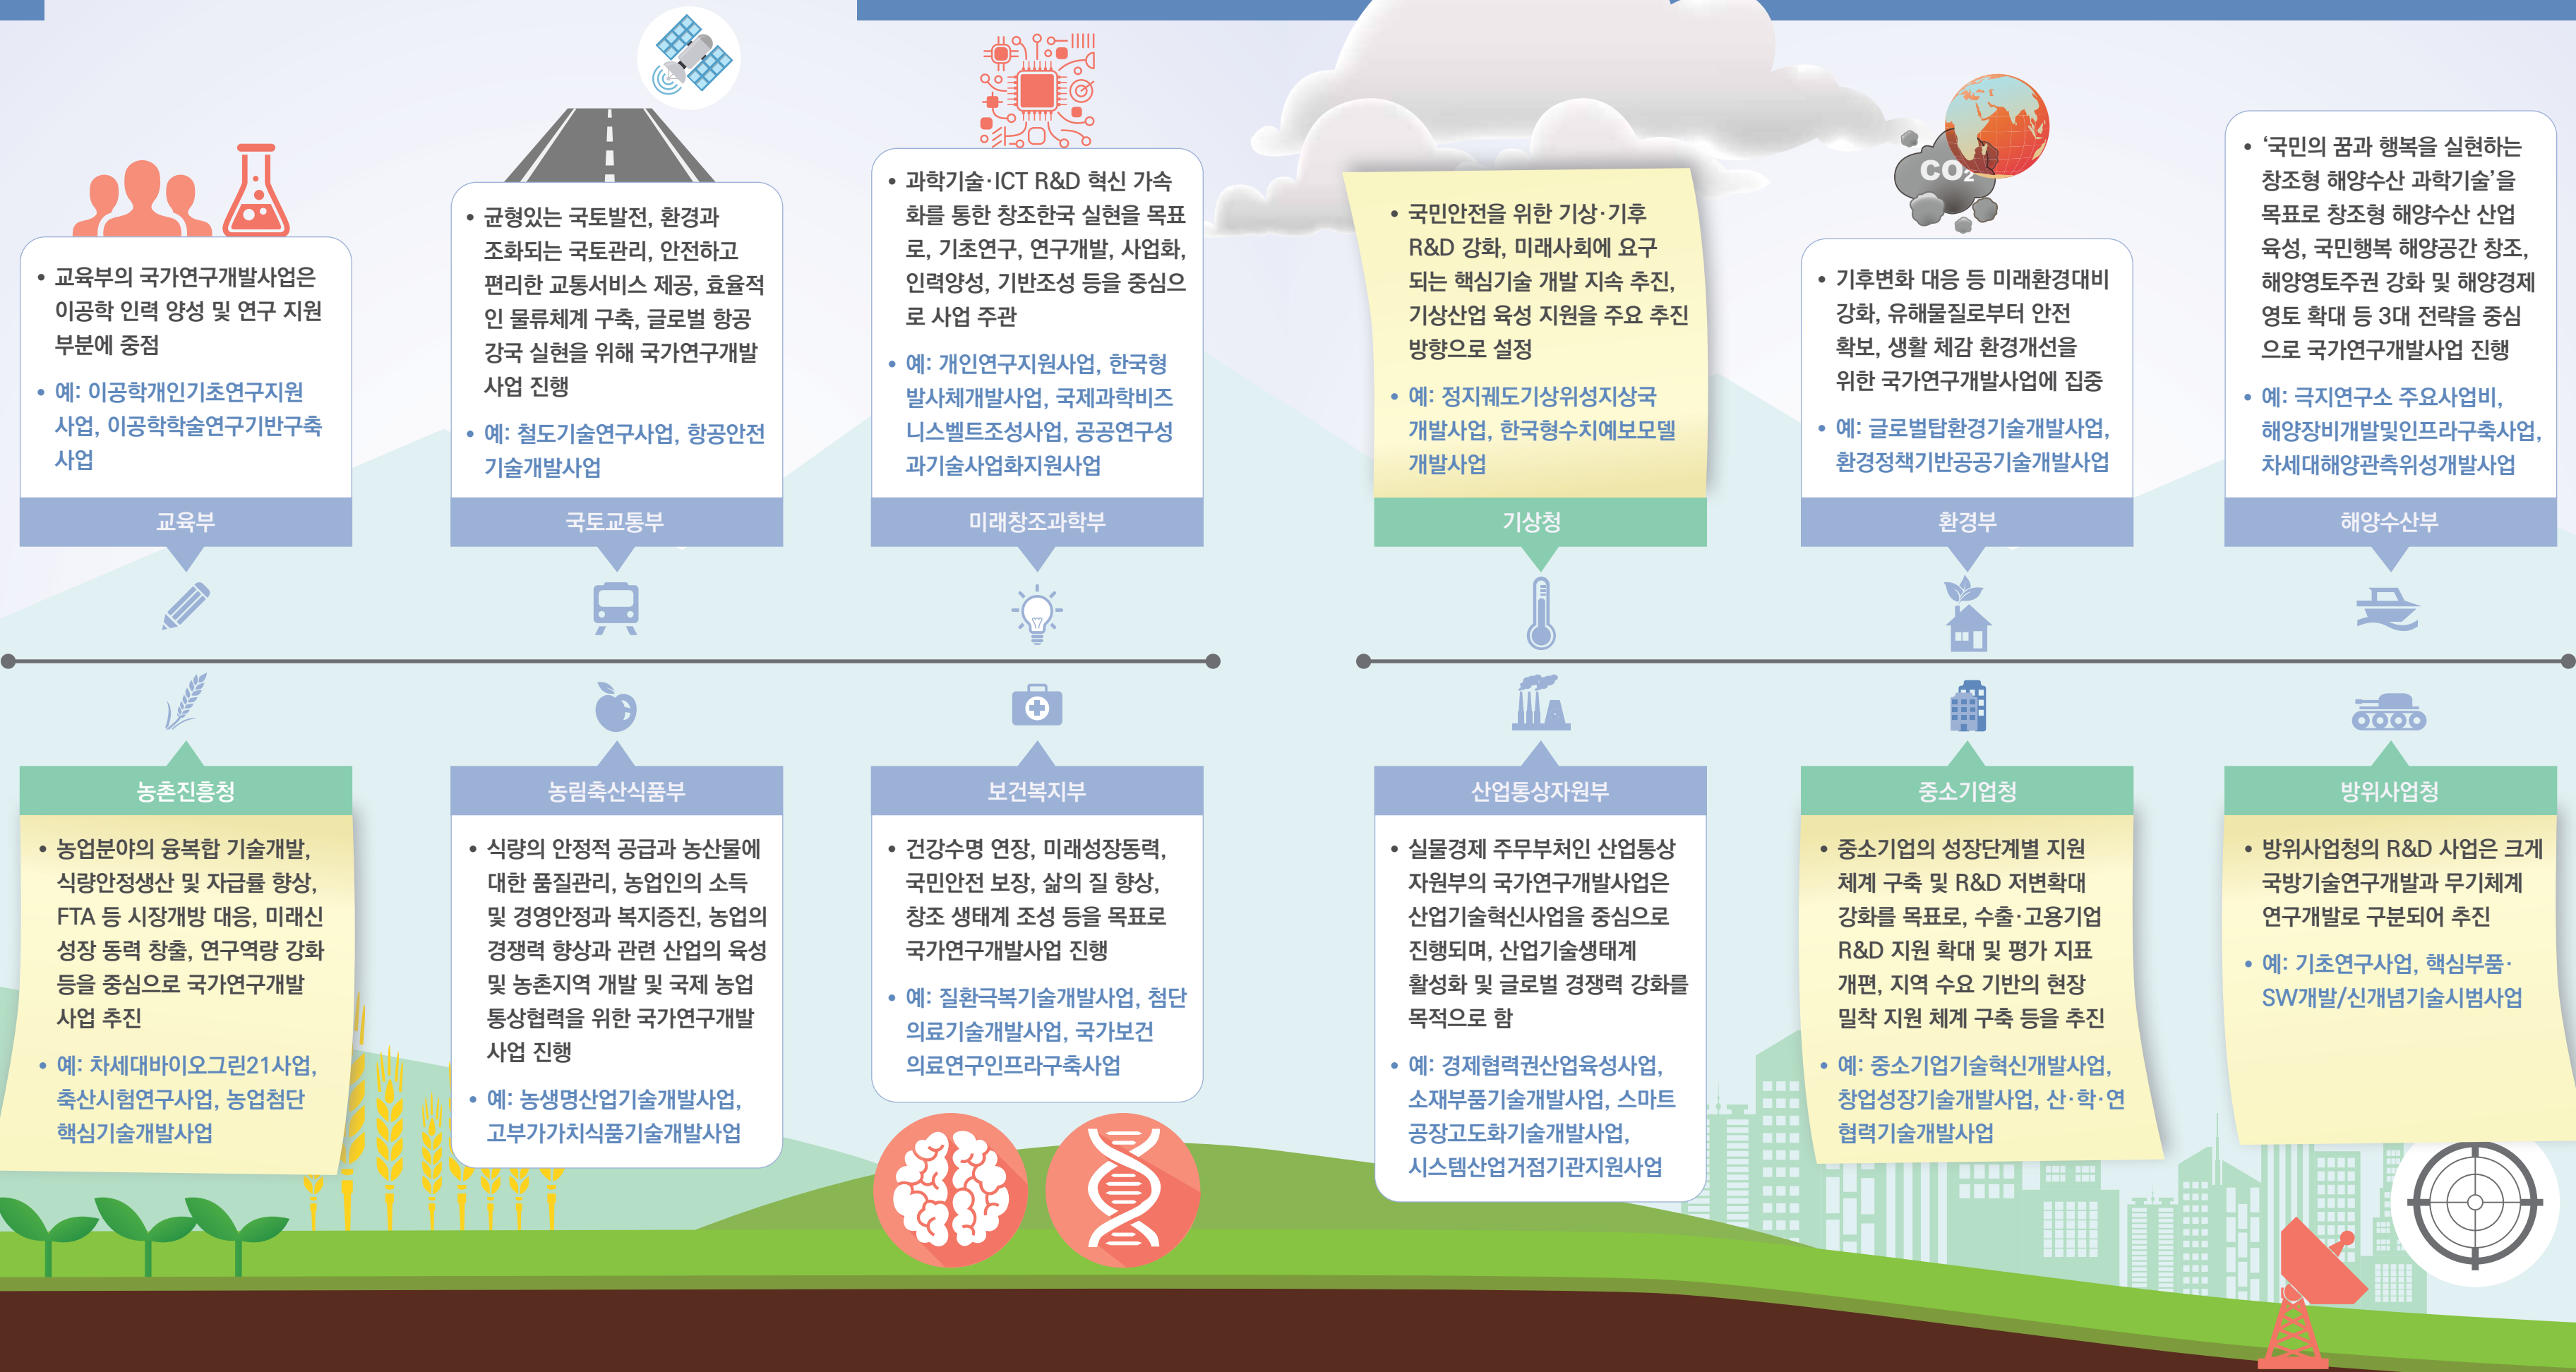 • 교육부의 국가연구개발사업은
이공학 인력 양성 및 연구 지원
부분에 중점
• 예: 이공학개인기초연구지원
사업, 이공학학술연구기반구축
사업
교육부
• 균형있는 국토발전, 환경과
조화되는 국토관리, 안전하고
편리한 교통서비스 제공, 효율적
인 물류체계 구축, 글로벌 항공
강국 실현을 위해 국가연구개발
사업 진행
• 예: 철도기술연구사업, 항공안전
기술개발사업
국토교통부
• 과학기술·ICT R&D 혁신 가속
화를 통한 창조한국 실현을 목표
로, 기초연구, 연구개발, 사업화,
인력양성, 기반조성 등을 중심으
로 사업 주관
• 예: 개인연구지원사업, 한국형
발사체개발사업, 국제과학비즈
니스벨트조성사업, 공공연구성
과기술사업화지원사업
미래창조과학부
• 국민안전을 위한 기상·기후
R&D 강화, 미래사회에 요구
되는 핵심기술 개발 지속 추진,
기상산업 육성 지원을 주요 추진
방향으로 설정
• 예: 정지궤도기상위성지상국
개발사업, 한국형수치예보모델
개발사업
기상청
CO₂
• 기후변화 대응 등 미래환경대비
강화, 유해물질로부터 안전
확보, 생활 체감 환경개선을
위한 국가연구개발사업에 집중
• 예: 글로벌탑환경기술개발사업,
환경정책기반공공기술개발사업
환경부
• ‘국민의 꿈과 행복을 실현하는
창조형 해양수산 과학기술’을
목표로 창조형 해양수산 산업
육성, 국민행복 해양공간 창조,
해양영토주권 강화 및 해양경제
영토 확대 등 3대 전략을 중심
으로 국가연구개발사업 진행
• 예: 극지연구소 주요사업비,
해양장비개발및인프라구축사업,
차세대해양관측위성개발사업
해양수산부
농촌진흥청
• 농업분야의 융복합 기술개발,
식량안정생산 및 자급률 향상,
FTA 등 시장개방 대응, 미래신
성장 동력 창출, 연구역량 강화
등을 중심으로 국가연구개발
사업 추진
• 예: 차세대바이오그린21사업,
축산시험연구사업, 농업첨단
핵심기술개발사업
농림축산식품부
• 식량의 안정적 공급과 농산물에
대한 품질관리, 농업인의 소득
및 경영안정과 복지증진, 농업의
경쟁력 향상과 관련 산업의 육성
및 농촌지역 개발 및 국제 농업
통상협력을 위한 국가연구개발
사업 진행
• 예: 농생명산업기술개발사업,
고부가가치식품기술개발사업
보건복지부
• 건강수명 연장, 미래성장동력,
국민안전 보장, 삶의 질 향상,
창조 생태계 조성 등을 목표로
국가연구개발사업 진행
• 예: 질환극복기술개발사업, 첨단
의료기술개발사업, 국가보건
의료연구인프라구축사업
산업통상자원부
• 실물경제 주무부처인 산업통상
자원부의 국가연구개발사업은
산업기술혁신사업을 중심으로
진행되며, 산업기술생태계
활성화 및 글로벌 경쟁력 강화를
목적으로 함
• 예: 경제협력권산업육성사업,
소재부품기술개발사업, 스마트
공장고도화기술개발사업,
시스템산업거점기관지원사업
중소기업청
• 중소기업의 성장단계별 지원
체계 구축 및 R&D 저변확대
강화를 목표로, 수출·고용기업
R&D 지원 확대 및 평가 지표
개편, 지역 수요 기반의 현장
밀착 지원 체계 구축 등을 추진
• 예: 중소기업기술혁신개발사업,
창업성장기술개발사업, 산·학·연
협력기술개발사업
방위사업청
• 방위사업청의 R&D 사업은 크게
국방기술연구개발과 무기체계
연구개발로 구분되어 추진
• 예: 기초연구사업, 핵심부품·
SW개발/신개념기술시범사업